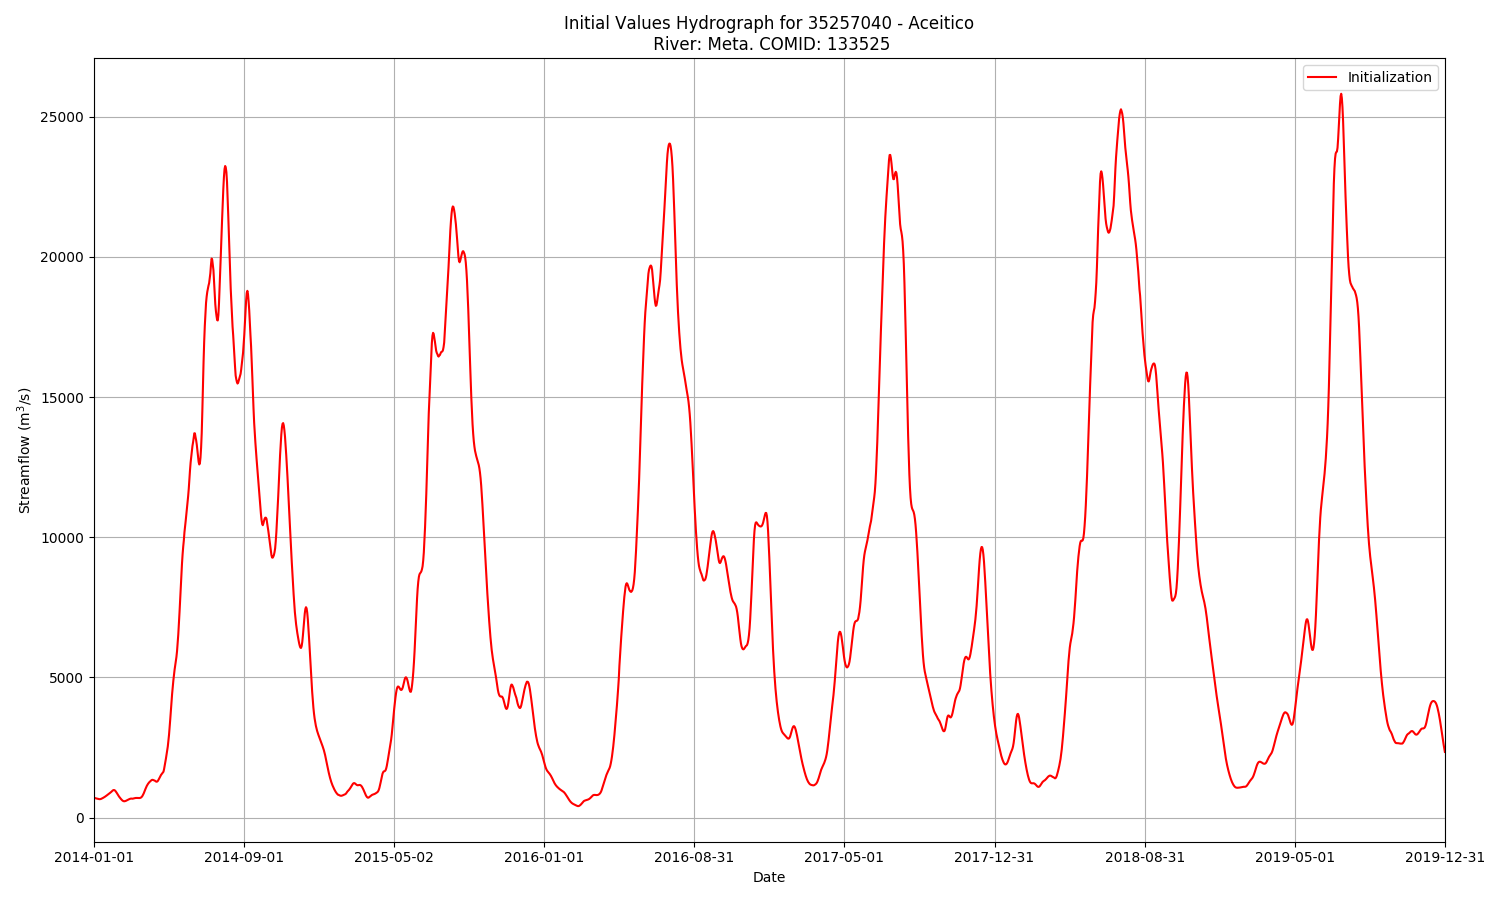 Initial Values Hydrograph for 35257040 - Aceitico
River: Meta. COMID: 133525
Initialization
25000
20000
15000
10000
5000
0
Streamflow (m³/s)
2014-01-01 2014-09-01 2015-05-02 2016-01-01 2016-08-31 2017-05-01 2017-12-31 2018-08-31 2019-05-01 2019-12-31
Date